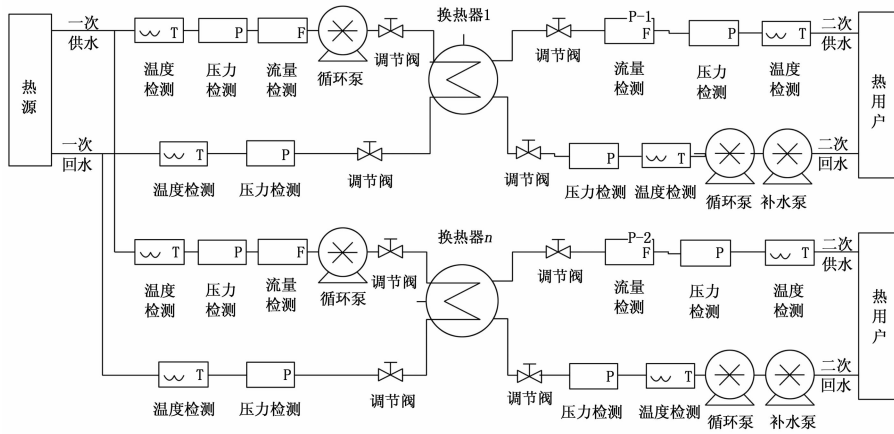 换热器1
一次
供水
T
P
F
调节阀
温度
检测
压力
检测
流量
检测
循环泵
P-1
F
P
T
二次
供水
调节阀
流量
检测
压力
检测
温度
检测
热源
热用户
一次
回水
T
P
温度检测
压力检测
调节阀
P
T
二次
回水
调节阀
压力检测
温度检测
循环泵
补水泵
换热器n
T
P
F
调节阀
温度
检测
压力
检测
流量
检测
循环泵
P-2
F
P
T
二次
供水
调节阀
流量
检测
压力
检测
温度
检测
热用户
T
P
温度检测
压力检测
调节阀
P
T
二次
回水
调节阀
压力检测
温度检测
循环泵
补水泵